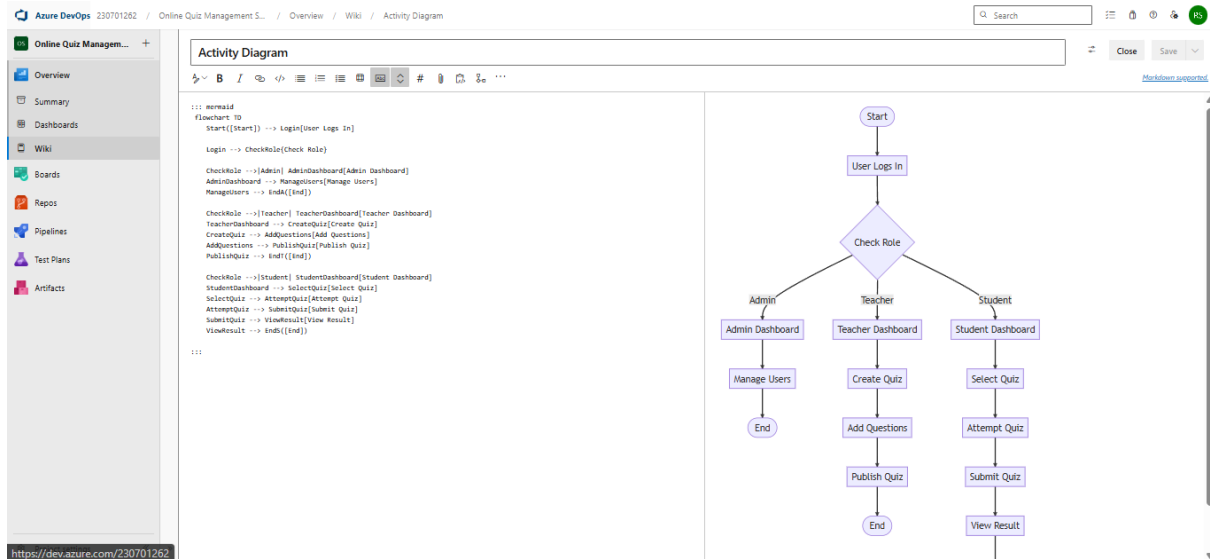 Azure DevOps 230701262 / Online Quiz Management S... / Overview / Wiki / Activity Diagram
Search
RS
OS Online Quiz Managem... +
Overview
Summary
Dashboards
Wiki
Boards
Repos
Pipelines
Test Plans
Artifacts
https://dev.azure.com/230701262
Activity Diagram
Close
Save
B I </> #
Markdown supported.
::: mermaid
flowchart TD
Start([Start]) --> Login[User Logs In]
Login --> CheckRole{Check Role}
CheckRole -->|Admin| AdminDashboard[Admin Dashboard]
AdminDashboard --> ManageUsers[Manage Users]
ManageUsers --> EndA([End])
CheckRole -->|Teacher| TeacherDashboard[Teacher Dashboard]
TeacherDashboard --> CreateQuiz[Create Quiz]
CreateQuiz --> AddQuestions[Add Questions]
AddQuestions --> PublishQuiz[Publish Quiz]
PublishQuiz --> EndT([End])
CheckRole -->|Student| StudentDashboard[Student Dashboard]
StudentDashboard --> SelectQuiz[Select Quiz]
SelectQuiz --> AttemptQuiz[Attempt Quiz]
AttemptQuiz --> SubmitQuiz[Submit Quiz]
SubmitQuiz --> ViewResult[View Result]
ViewResult --> EndS([End])
:::
Start
User Logs In
Check Role
Admin
Teacher
Student
Admin Dashboard
Teacher Dashboard
Student Dashboard
Manage Users
Create Quiz
Select Quiz
End
Add Questions
Attempt Quiz
Publish Quiz
Submit Quiz
End
View Result